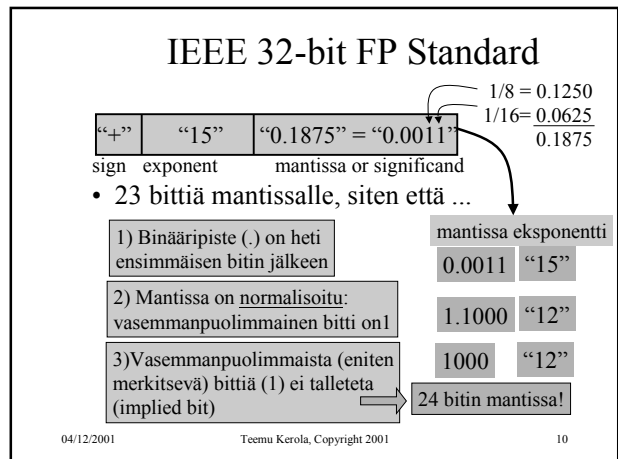 IEEE 32-bit FP Standard
1/8 = 0.1250
1/16= 0.0625
0.1875
“+” “15” “0.1875” = “0.0011”
sign exponent mantissa or significand
• 23 bittiä mantissalle, siten että ...
1) Binääripiste (.) on heti
ensimmäisen bitin jälkeen
mantissa eksponentti
0.0011 “15”
2) Mantissa on normalisoitu:
vasemmanpuolimmainen bitti on1
1.1000 “12”
3)Vasemmanpuolimmaista (eniten
merkitsevä) bittiä (1) ei talleteta
(implied bit)
1000 “12”
24 bitin mantissa!
04/12/2001 Teemu Kerola, Copyright 2001 10